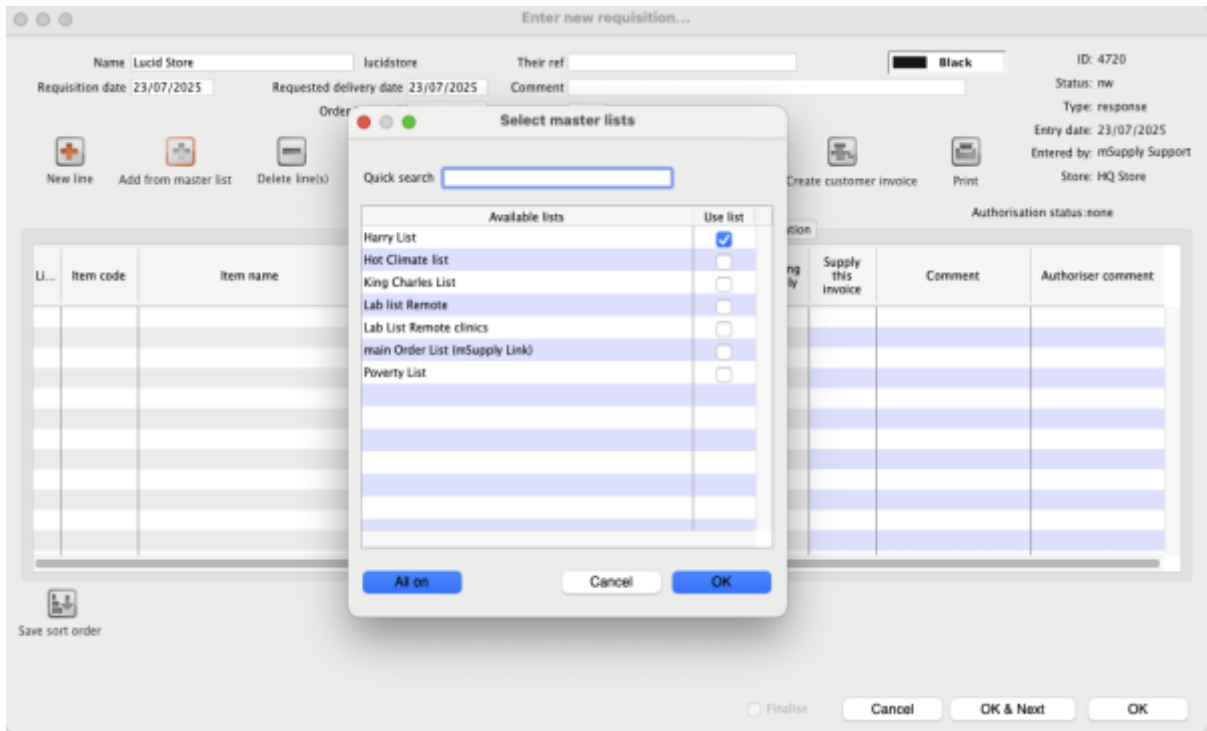 Enter new requisition...
Name Lucid Store lucidstore Their ref Black ID: 4720
Requisition date 23/07/2025 Requested delivery date 23/07/2025 Comment Status: nw
Order Type: response
Select master lists
Entry date: 23/07/2025
Entered by: mSupply Support
New line Add from master list Delete line(s) Quick search Create customer invoice Print Store: HQ Store
Authorisation status:none
Available lists Use list
Harry List
Hot Climate list
King Charles List
Lab list Remote
Lab List Remote clinics
main Order List (mSupply Link)
Poverty List
Li... Item code Item name Supply this invoice Comment Authoriser comment
All on Cancel OK
Save sort order
Finalise Cancel OK & Next OK